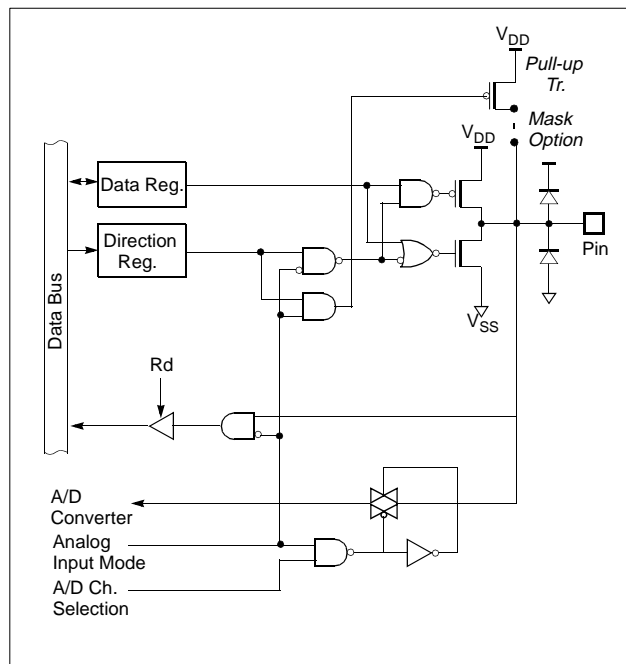 VDD
Pull-up
Tr.
Mask
Option
VDD
Data Reg.
Direction
Reg.
Data Bus
Pin
VSS
Rd
A/D
Converter
Analog
Input Mode
A/D Ch.
Selection